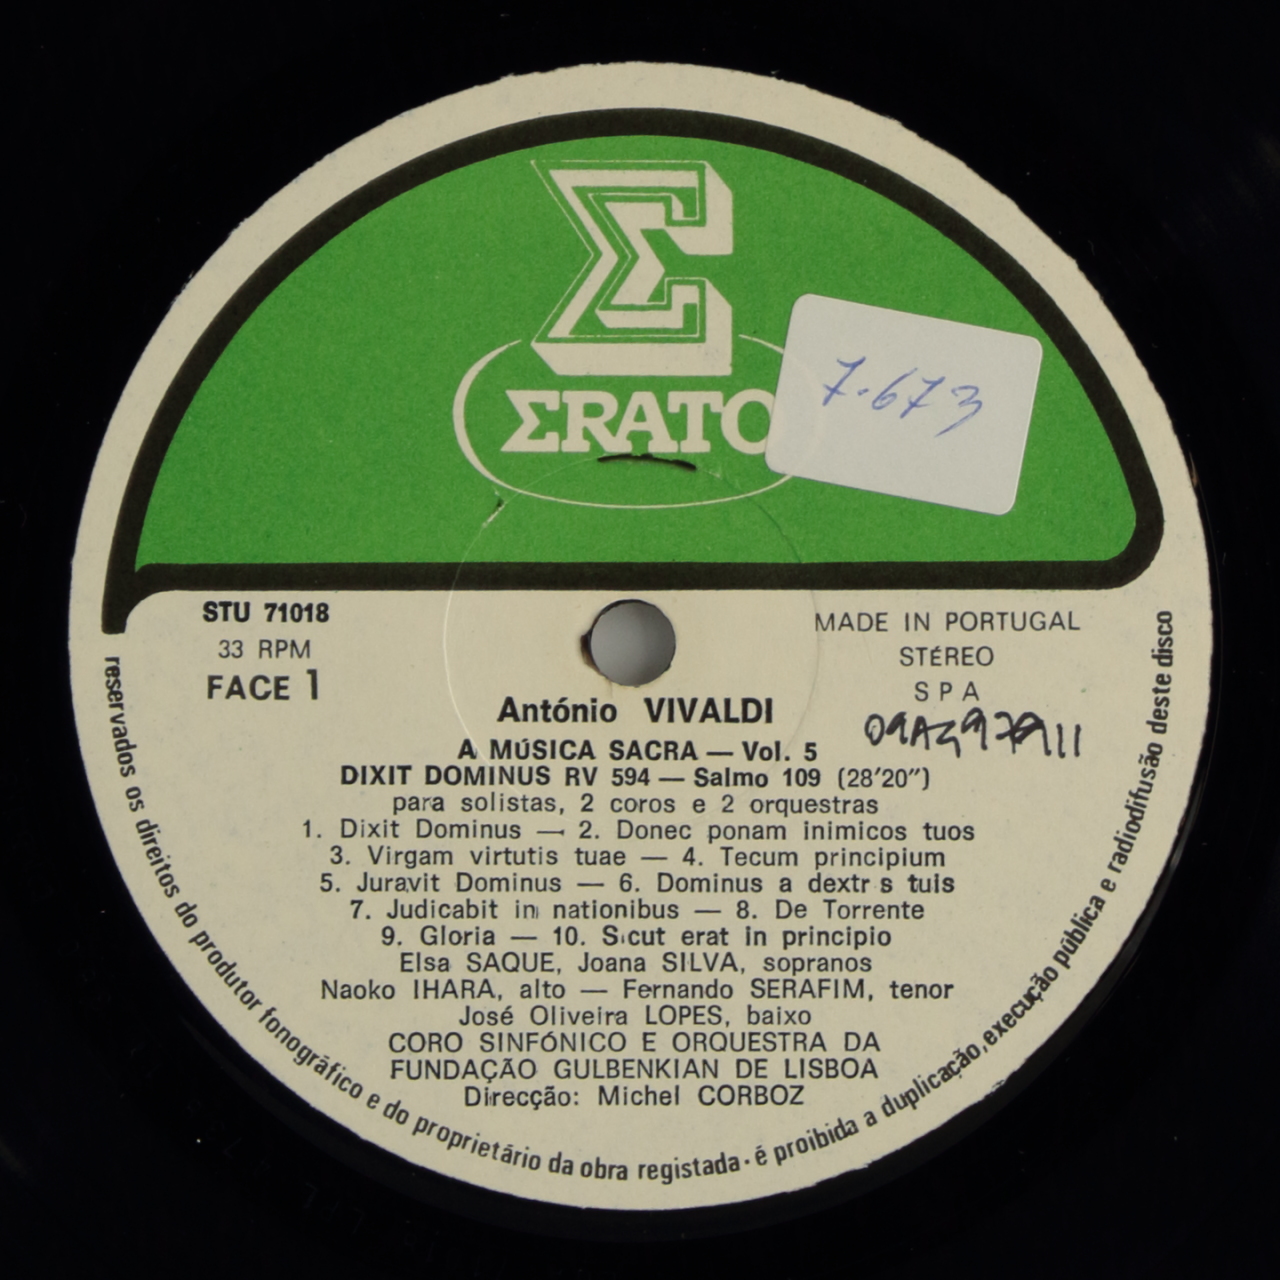 Σ
ΣRATO
7.673
STU 71018
33 RPM
FACE 1
MADE IN PORTUGAL
STÉREO
SPA
António VIVALDI
A MÚSICA SACRA — Vol. 5
DIXIT DOMINUS RV 594 — Salmo 109 (28'20")
para solistas, 2 coros e 2 orquestras
1. Dixit Dominus — 2. Donec ponam inimicos tuos
3. Virgam virtutis tuae — 4. Tecum principium
5. Juravit Dominus — 6. Dominus a dextr s tuis
7. Judicabit in nationibus — 8. De Torrente
9. Gloria — 10. Sicut erat in principio
Elsa SAQUE, Joana SILVA, sopranos
Naoko IHARA, alto — Fernando SERAFIM, tenor
José Oliveira LOPES, baixo
CORO SINFÓNICO E ORQUESTRA DA
FUNDAÇÃO GULBENKIAN DE LISBOA
Direcção: Michel CORBOZ
reservados os direitos do produtor fonográfico e do proprietário da obra registada · é proibida a duplicação, execução pública e radiodifusão deste disco